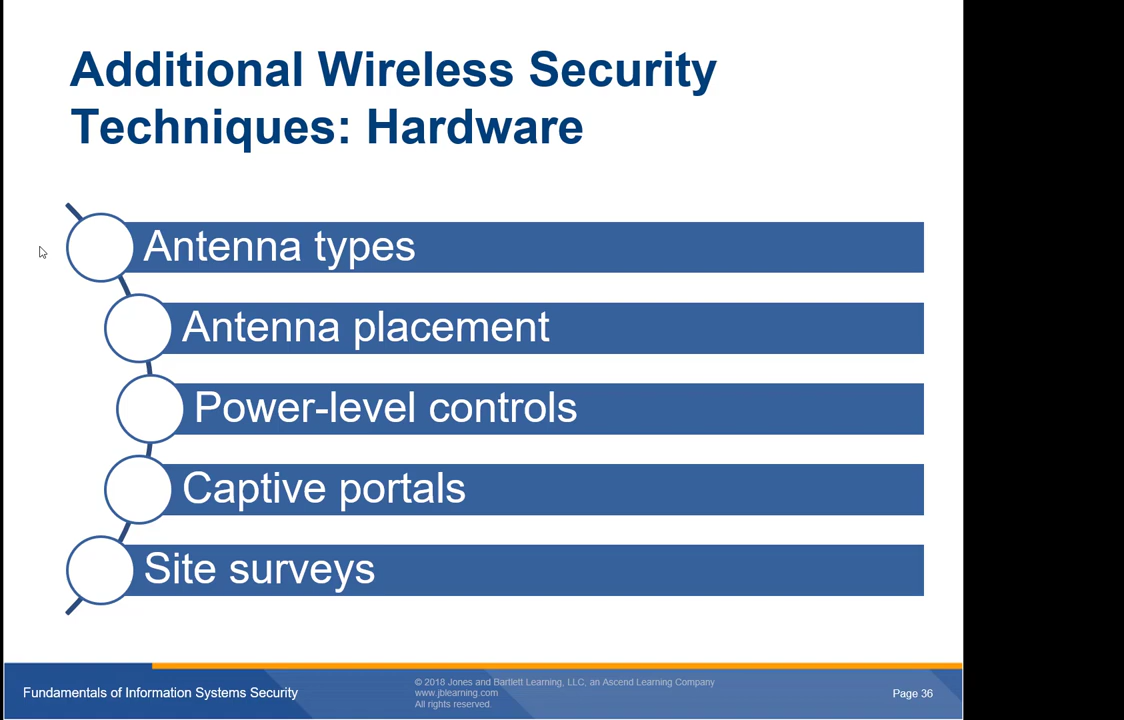 Additional Wireless Security
Techniques: Hardware
Antenna types
Antenna placement
Power-level controls
Captive portals
Site surveys
Fundamentals of Information Systems Security
© 2018 Jones and Bartlett Learning, LLC, an Ascend Learning Company
www.jblearning.com
All rights reserved.
Page 36